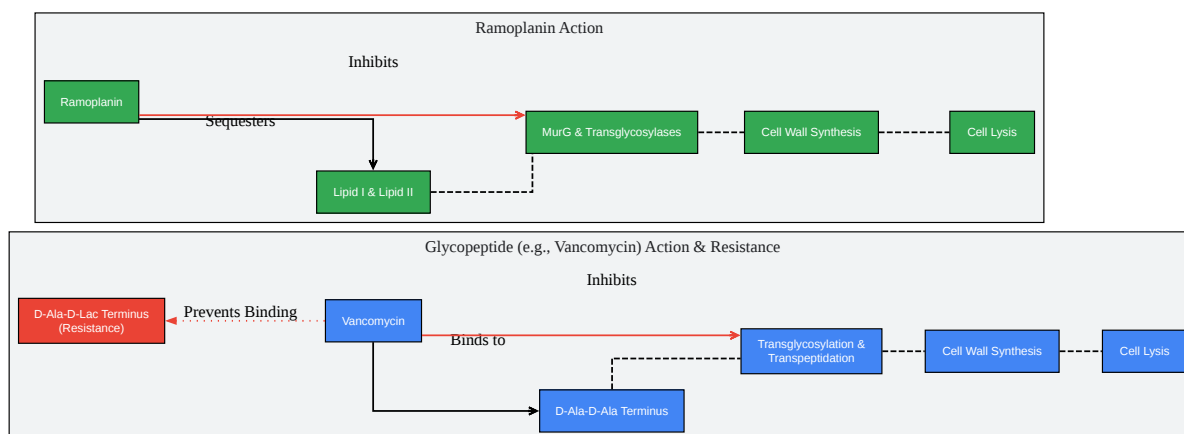 Ramoplanin Action
Inhibits
Ramoplanin
Sequesters
MurG & Transglycosylases
Cell Wall Synthesis
Cell Lysis
Lipid I & Lipid II
Glycopeptide (e.g., Vancomycin) Action & Resistance
Inhibits
D-Ala-D-Lac Terminus
(Resistance)
Prevents Binding
Vancomycin
Binds to
Transglycosylation &
Transpeptidation
Cell Wall Synthesis
Cell Lysis
D-Ala-D-Ala Terminus